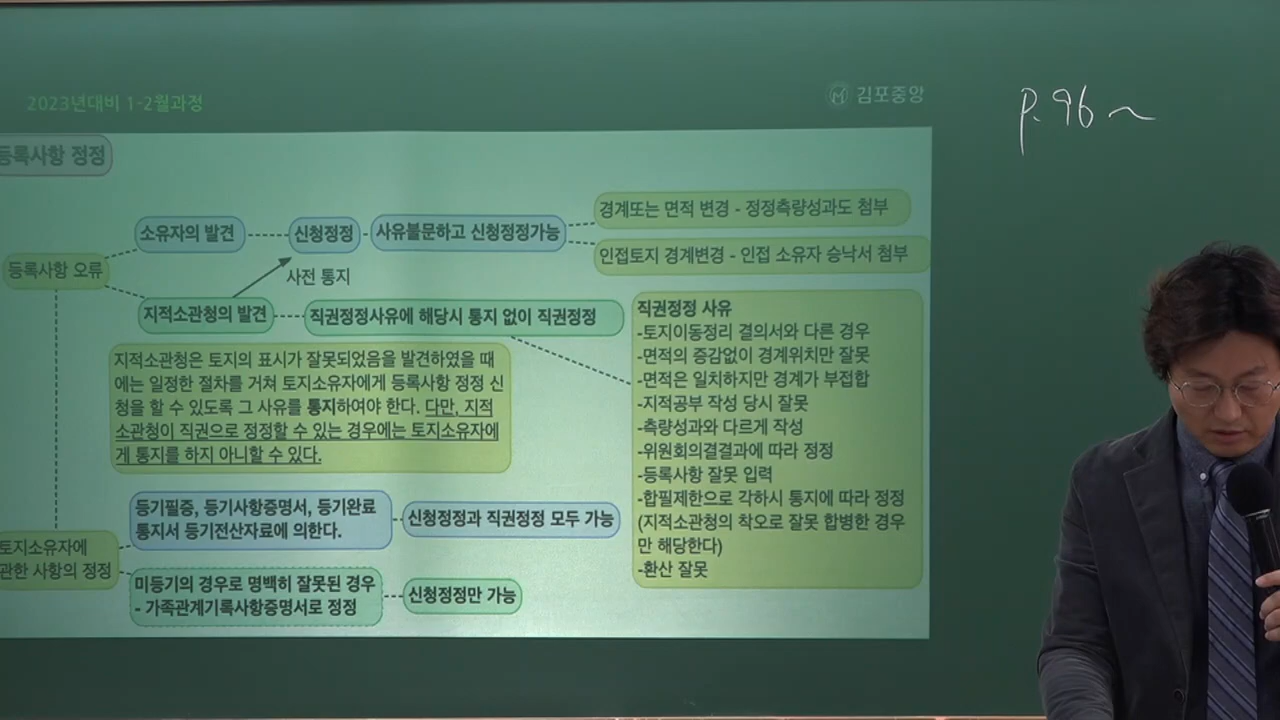 2023년대비 1-2월과정
김포중앙
p.96~
등록사항 정정
소유자의 발견
신청정정
사유불문하고 신청정정가능
경계또는 면적 변경 - 정정측량성과도 첨부
인접토지 경계변경 - 인접 소유자 승낙서 첨부
등록사항 오류
사전 통지
지적소관청의 발견
직권정정사유에 해당시 통지 없이 직권정정
직권정정 사유
-토지이동정리 결의서와 다른 경우
-면적의 증감없이 경계위치만 잘못
-면적은 일치하지만 경계가 부접합
-지적공부 작성 당시 잘못
-측량성과와 다르게 작성
-위원회의결결과에 따라 정정
-등록사항 잘못 입력
-합필제한으로 각하시 통지에 따라 정정
(지적소관청의 착오로 잘못 합병한 경우
만 해당한다)
-환산 잘못
지적소관청은 토지의 표시가 잘못되었음을 발견하였을 때
에는 일정한 절차를 거쳐 토지소유자에게 등록사항 정정 신
청을 할 수 있도록 그 사유를 통지하여야 한다. 다만, 지적
소관청이 직권으로 정정할 수 있는 경우에는 토지소유자에
게 통지를 하지 아니할 수 있다.
등기필증, 등기사항증명서, 등기완료
통지서 등기전산자료에 의한다.
신청정정과 직권정정 모두 가능
토지소유자에
관한 사항의 정정
미등기의 경우로 명백히 잘못된 경우
- 가족관계기록사항증명서로 정정
신청정정만 가능